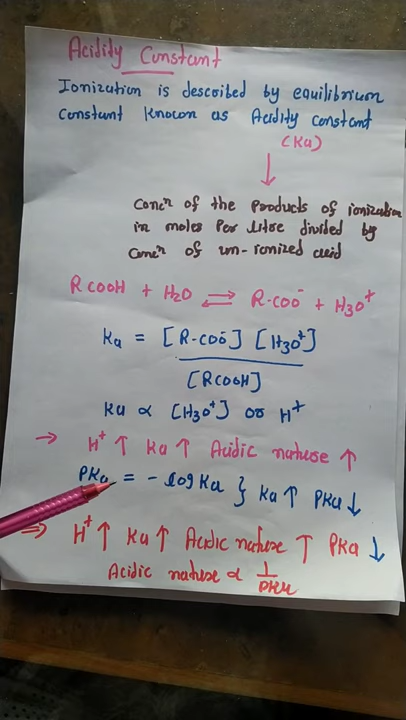 Acidity Constant
Ionization is described by equilibrium
Constant known as Acidity constant
(Ka)
↓
Concⁿ of the Products of ionization
in moles Per litre divided by
Concⁿ of un-ionized acid
RCOOH + H₂O ⇌ R-COO⁻ + H₃O⁺
Ka = [R-COO⁻] [H₃O⁺]
[RCOOH]
Ka ∝ [H₃O⁺] or H⁺
→ H⁺ ↑ Ka ↑ Acidic nature ↑
PKa = - log Ka } Ka ↑ PKa ↓
⇒ H⁺ ↑ Ka ↑ Acidic nature ↑ PKa ↓
Acidic nature ∝ 1/PKa